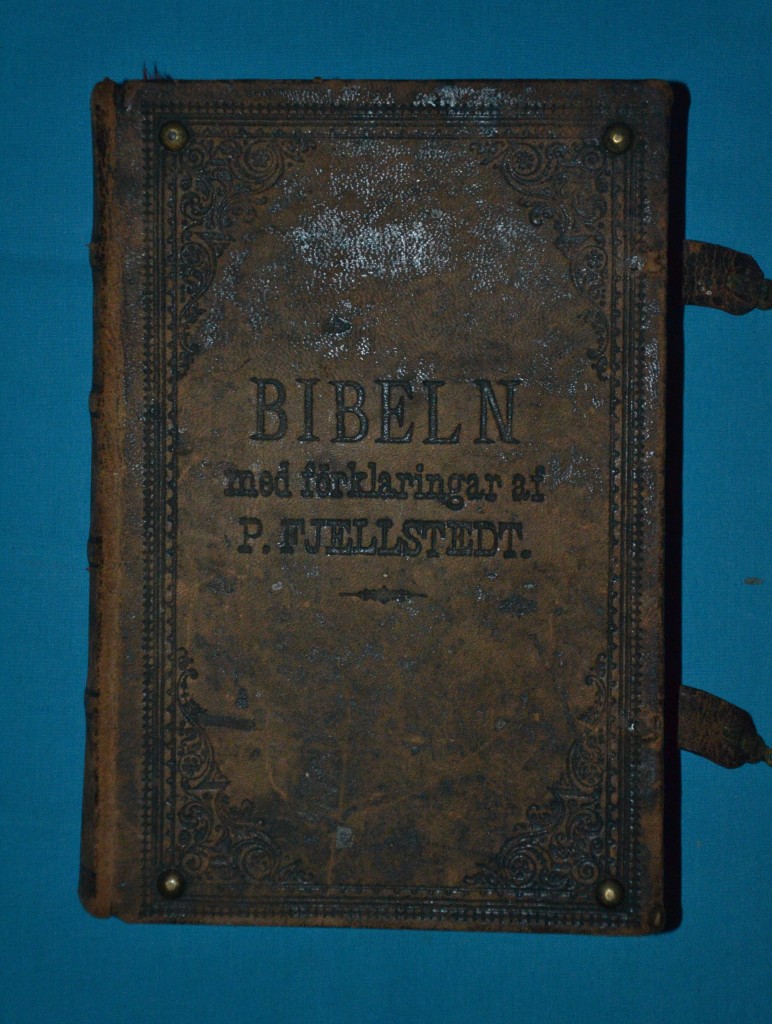 BIBELN
med förklaringar af
P. FJELLSTEDT.